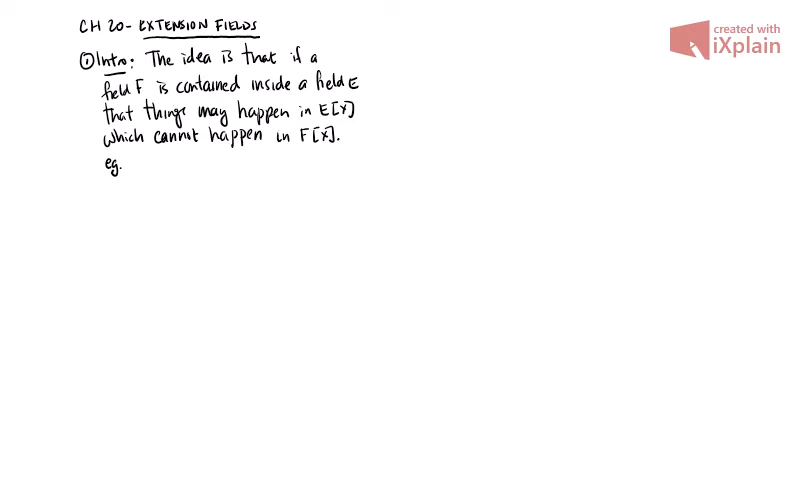 CH 20 - EXTENSION FIELDS
① Intro: The idea is that if a
field F is contained inside a field E
that things may happen in E[x]
which cannot happen in F[x].
eg.
created with
iXplain